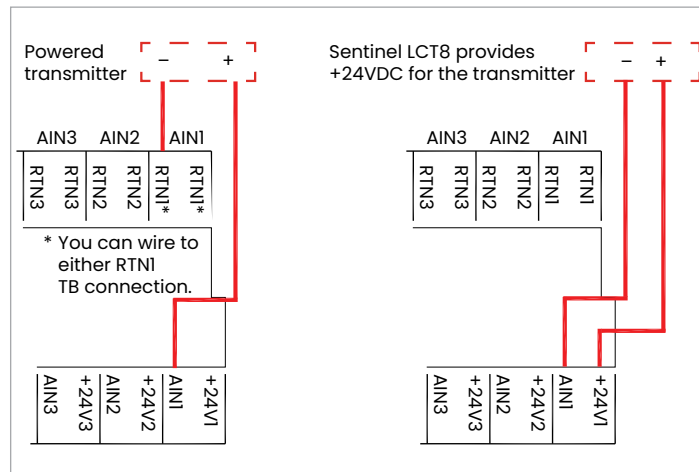 Powered
transmitter
– +
AIN3 AIN2 AIN1
RTN3 RTN3 RTN2 RTN2 RTN1* RTN1*
* You can wire to
either RTN1
TB connection.
AIN3 +24V3 AIN2 +24V2 AIN1 +24V1
Sentinel LCT8 provides
+24VDC for the transmitter
– +
AIN3 AIN2 AIN1
RTN3 RTN3 RTN2 RTN2 RTN1 RTN1
AIN3 +24V3 AIN2 +24V2 AIN1 +24V1